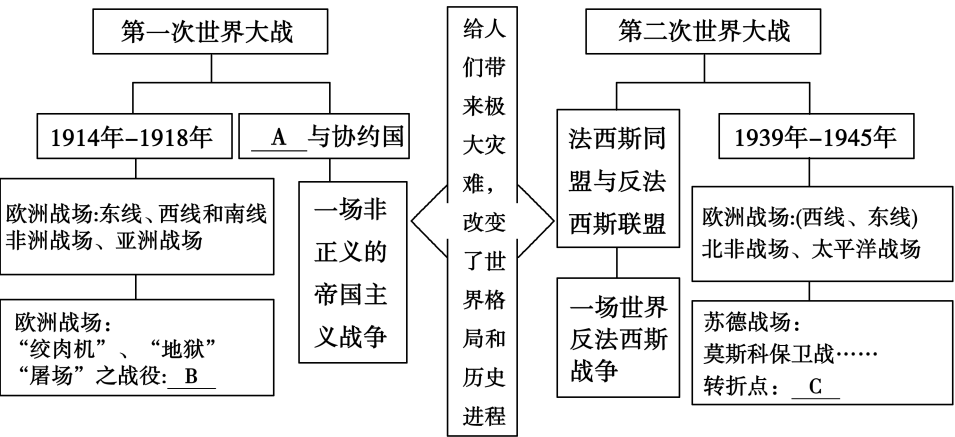 第一次世界大战
1914年-1918年
A 与协约国
欧洲战场:东线、西线和南线
非洲战场、亚洲战场
一场非
正义的
帝国主
义战争
欧洲战场：
“绞肉机”、“地狱”
“屠场”之战役: B
给人
们带
来极
大灾
难，
改变
了世
界格
局和
历史
进程
第二次世界大战
法西斯同
盟与反法
西斯联盟
1939年-1945年
欧洲战场:(西线、东线)
北非战场、太平洋战场
一场世界
反法西斯
战争
苏德战场：
莫斯科保卫战……
转折点： C